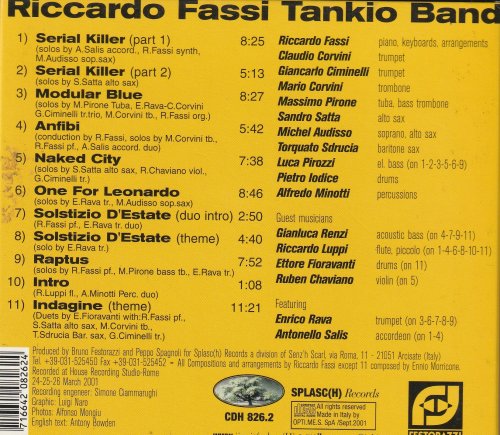 Riccardo Fassi Tankio Band
1) Serial Killer (part 1) 8:25
(solos by A.Salis accord., R.Fassi synth,
M.Audisso sop.sax)
2) Serial Killer (part 2) 5:13
(solos by S.Satta alto sax)
3) Modular Blue 8:27
(solos by M.Pirone Tuba, E.Rava-C.Corvini
G.Ciminelli tr.trio, M.Corvini tb., R.Fassi org.)
4) Anfibi 5:42
(conduction by R.Fassi, solos by M.Corvini tb.,
R.Fassi pf., A.Salis accord. duo)
5) Naked City 7:38
(solos by S.Satta alto sax, R.Chaviano viol.,
G.Ciminelli tr.)
6) One For Leonardo 8:46
(solos by E.Rava tr., M.Audisso sop.sax)
7) Solstizio D'Estate (duo intro) 2:50
(R.Fassi pf., E.Rava tr. duo)
8) Solstizio D'Estate (theme) 4:40
(solo by E.Rava tr.)
9) Raptus 7:52
(solos by R.Fassi pf., M.Pirone bass tb., E.Rava tr.)
10) Intro 1:08
(R.Luppi fl., A.Minotti Perc. duo)
11) Indagine (theme) 11:21
(Duets by E.Fioravanti with:R.Fassi pf.,
S.Satta alto sax, M.Corvini tb.,
T.Sdrucia Bar. sax, G.Ciminelli tr.)
Riccardo Fassi piano, keyboards, arrangements
Claudio Corvini trumpet
Giancarlo Ciminelli trumpet
Mario Corvini trombone
Massimo Pirone tuba, bass trombone
Sandro Satta alto sax
Michel Audisso soprano, alto sax
Torquato Sdrucia baritone sax
Luca Pirozzi el. bass (on 1-2-3-5-6-9)
Pietro Iodice drums
Alfredo Minotti percussions
Guest musicians
Gianluca Renzi acoustic bass (on 4-7-9-11)
Riccardo Luppi flute, piccolo (on 1-4-6-8-10-11)
Ettore Fioravanti drums (on 11)
Ruben Chaviano violin (on 5)
Featuring
Enrico Rava trumpet (on 3-6-7-8-9)
Antonello Salis accordeon (on 1-4)
Produced by Bruno Festorazzi and Peppo Spagnoli for Splasc(h) Records a division of Senz'h Scarl, via Roma, 11 - 21051 Arcisate (Italy)
Tel. +39-031-525450 Fax +39-031-525452 - All Compositions and arrangements by Riccardo Fassi except 11 composed by Ennio Morricone.
Recorded at House Recording Studio-Rome
24-25-26 March 2001
Recording engeneer: Simone Ciammarughi
Graphic: Luigi Naro
Photos: Alfonso Mongiu
English text: Antony Bowden
716642 082624
CDH 826.2
SPLASC(H) Records
COMPACT disc DIGITAL AUDIO
Made in Italy by
OPTI.ME.S. SpA /Sept.2001
FESTORAZZI